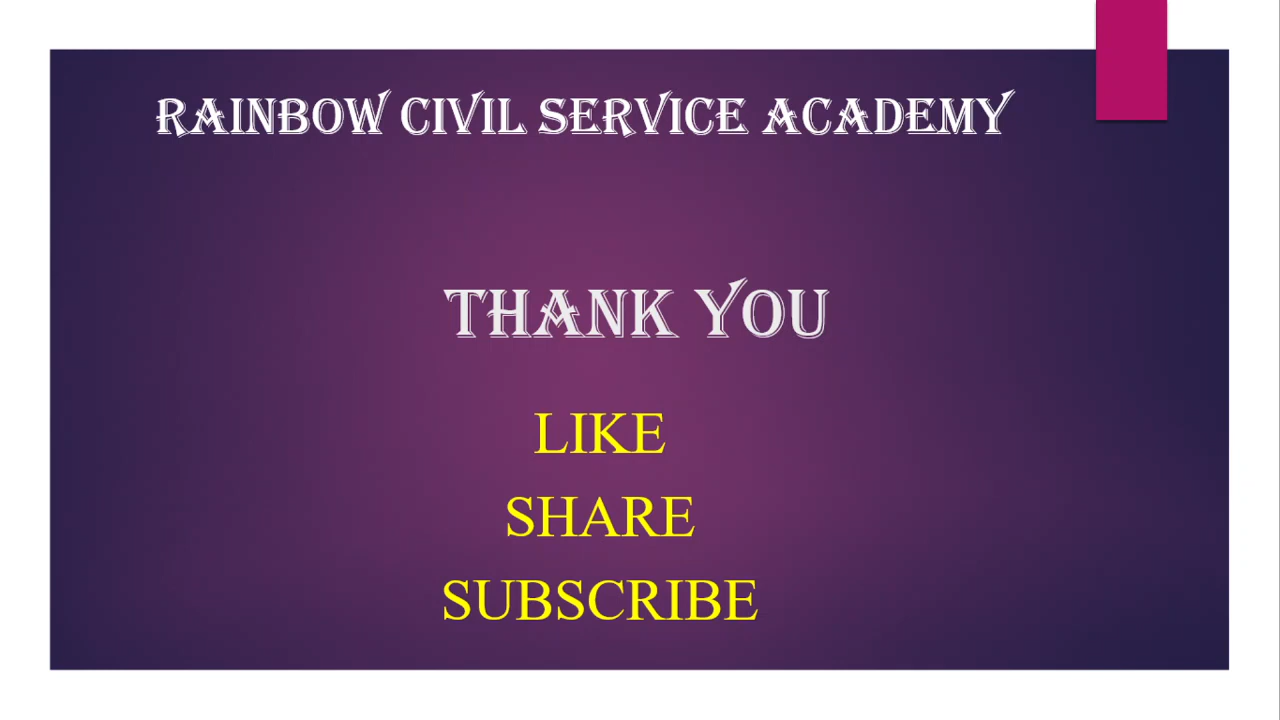 RAINBOW CIVIL SERVICE ACADEMY
THANK YOU
LIKE
SHARE
SUBSCRIBE